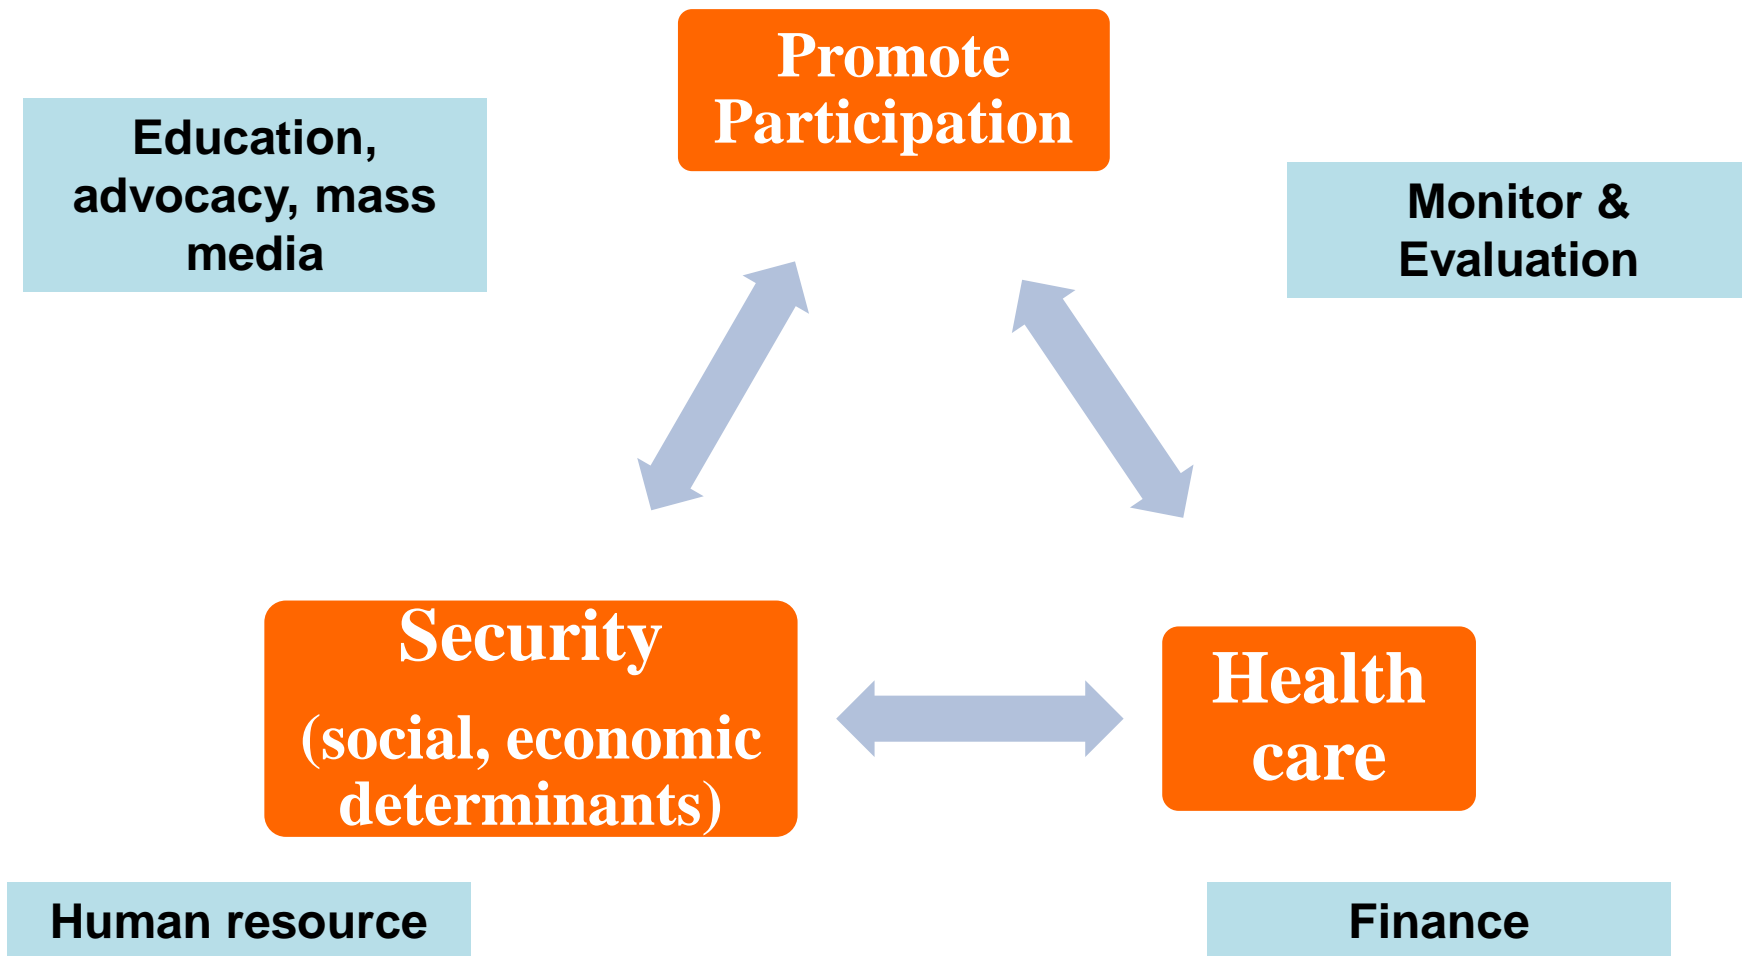 Promote
Participation
Education,
advocacy, mass
media
Monitor &
Evaluation
Security
(social, economic
determinants)
Health
care
Human resource
Finance